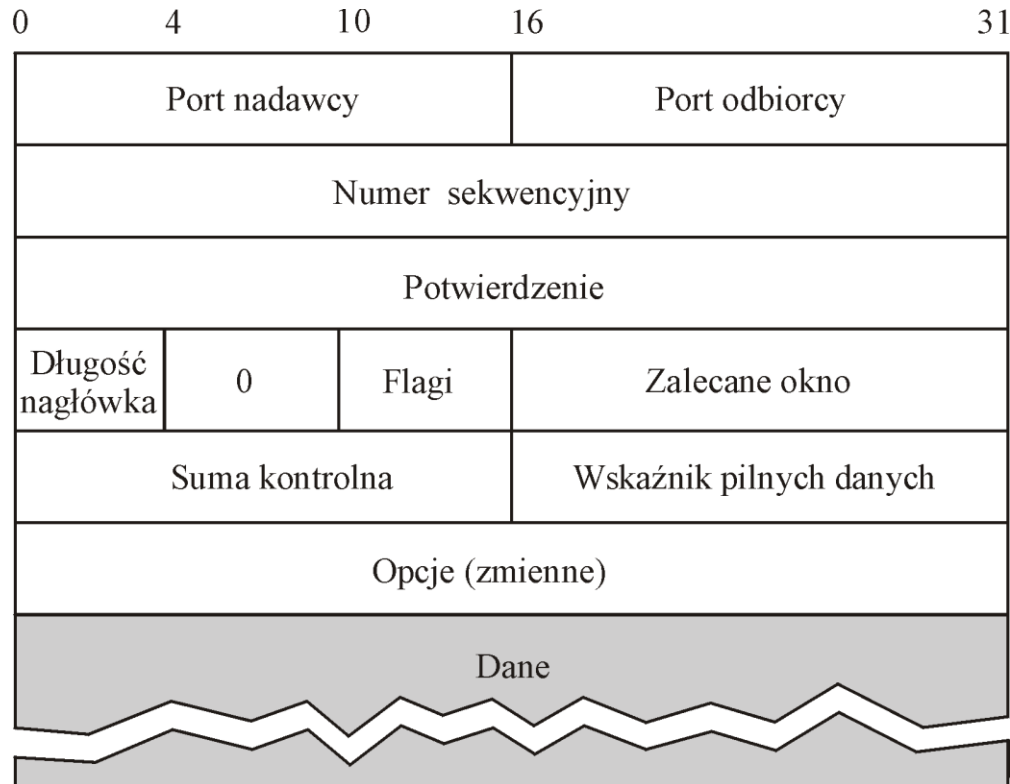 0 4 10 16 31
Port nadawcy Port odbiorcy
Numer sekwencyjny
Potwierdzenie
Długość
nagłówka
0
Flagi
Zalecane okno
Suma kontrolna Wskaźnik pilnych danych
Opcje (zmienne)
Dane